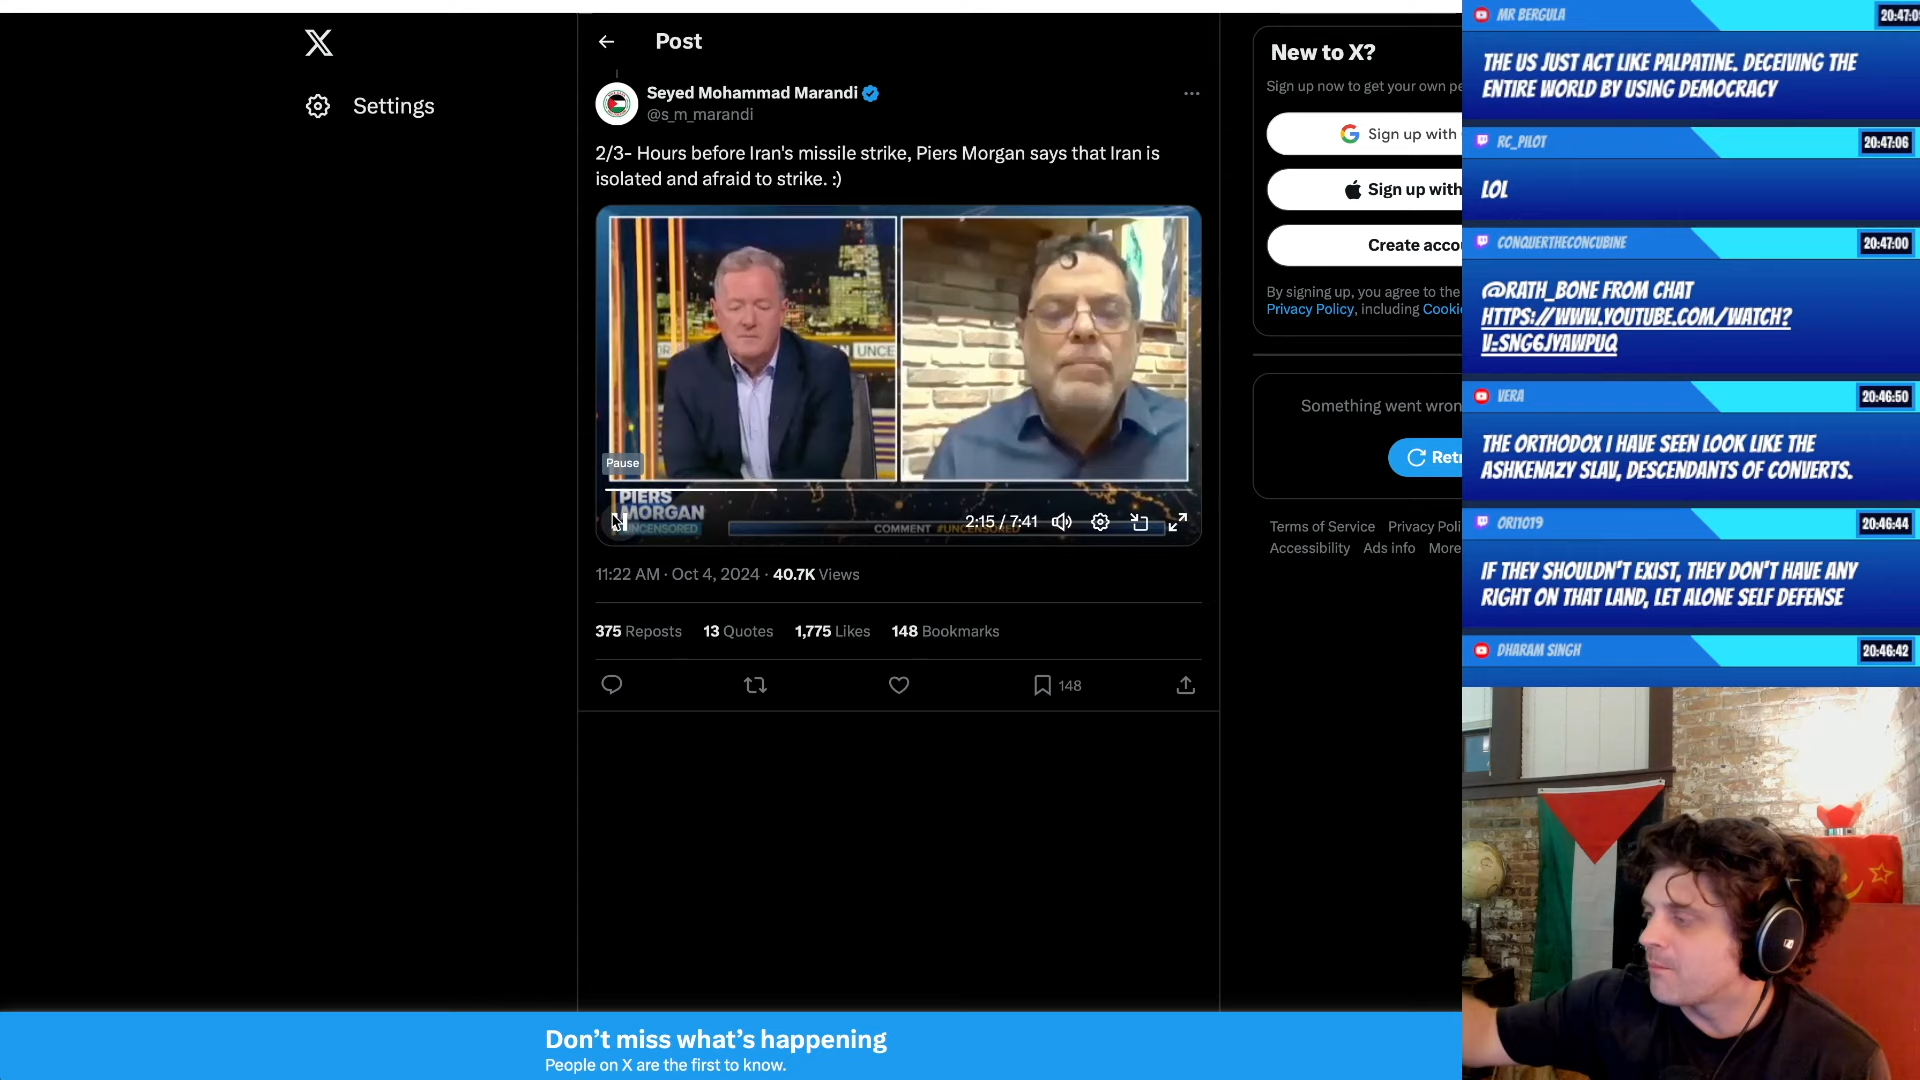 Post
Settings
Seyed Mohammad Marandi
@s_m_marandi
2/3- Hours before Iran's missile strike, Piers Morgan says that Iran is
isolated and afraid to strike. :)
UNCE
Pause
PIERS
MORGAN
UNCENSORED
COMMENT #UNCENSORED
2:15 / 7:41
11:22 AM · Oct 4, 2024 · 40.7K Views
375 Reposts 13 Quotes 1,775 Likes 148 Bookmarks
148
New to X?
Sign up now to get your own pe
Sign up with
Sign up with
Create acco
By signing up, you agree to the
Privacy Policy, including Cooki
Something went wron
Retr
Terms of Service Privacy Poli
Accessibility Ads info More
Don't miss what's happening
People on X are the first to know.
MR BERGULA
20:47:0
THE US JUST ACT LIKE PALPATINE. DECEIVING THE
ENTIRE WORLD BY USING DEMOCRACY
RC_PILOT
20:47:06
LOL
CONQUERTHECONCUBINE
20:47:00
@RATH_BONE FROM CHAT
HTTPS://WWW.YOUTUBE.COM/WATCH?
V=SNG6JYAWPUQ
VERA
20:46:50
THE ORTHODOX I HAVE SEEN LOOK LIKE THE
ASHKENAZY SLAV, DESCENDANTS OF CONVERTS.
ORI1019
20:46:44
IF THEY SHOULDN'T EXIST, THEY DON'T HAVE ANY
RIGHT ON THAT LAND, LET ALONE SELF DEFENSE
DHARAM SINGH
20:46:42